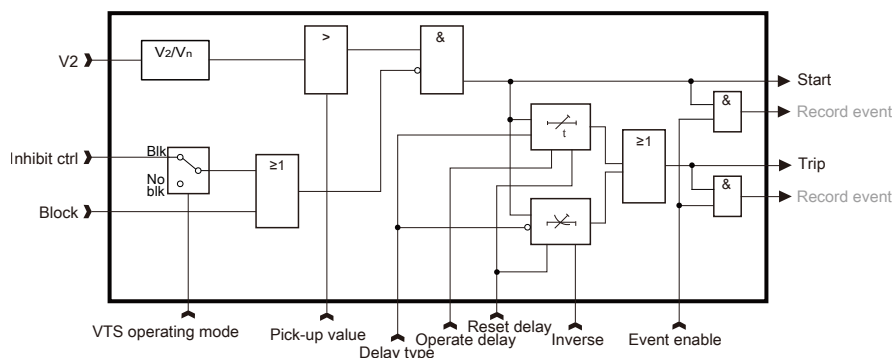 V2
V₂/Vₙ
>
&
Start
&
Record event
t
Inhibit ctrl
Blk
No
blk
≥1
≥1
Trip
&
Record event
Block
VTS operating mode
Pick-up value
Delay type
Operate delay
Reset delay
Inverse
Event enable